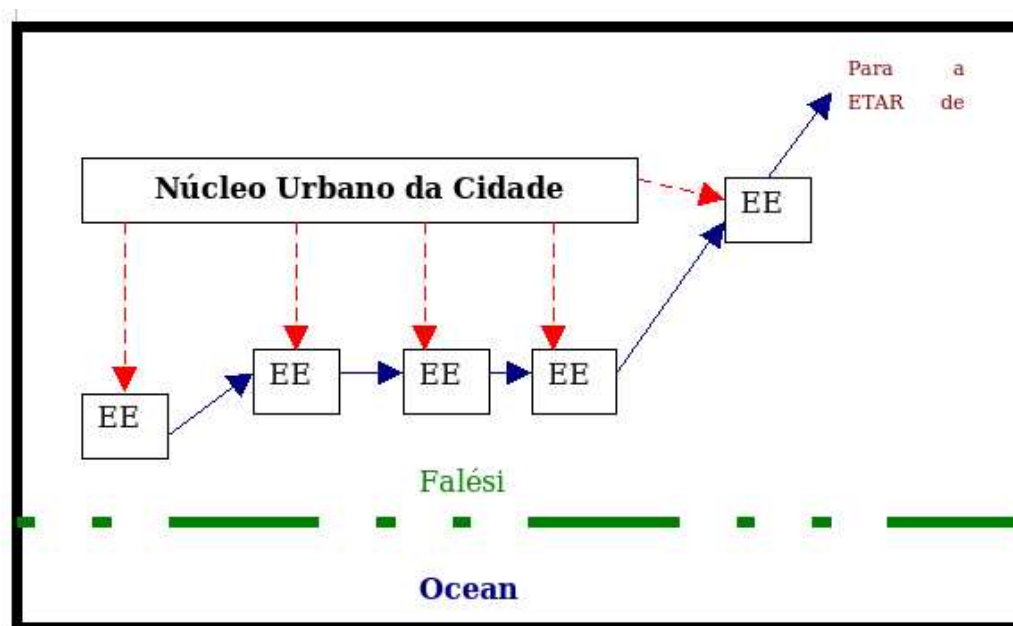 Para a
ETAR de
Núcleo Urbano da Cidade
EE
EE
EE
EE
EE
Falési
Ocean